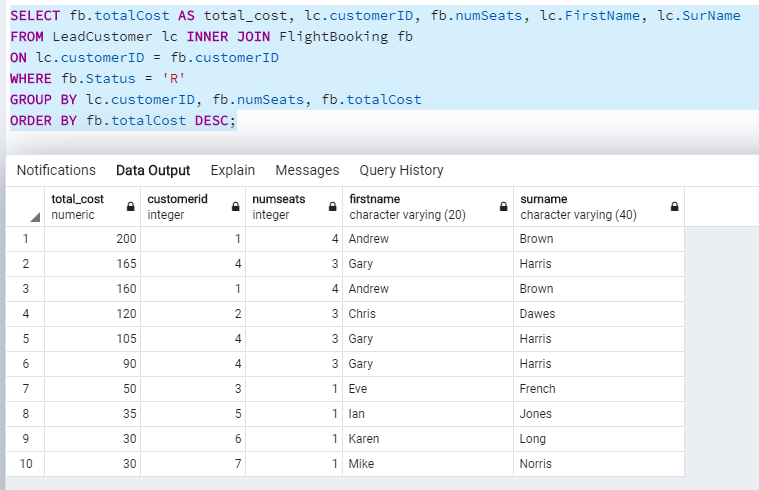 SELECT fb.totalCost AS total_cost, lc.customerID, fb.numSeats, lc.FirstName, lc.SurName
FROM LeadCustomer lc INNER JOIN FlightBooking fb
ON lc.customerID = fb.customerID
WHERE fb.Status = 'R'
GROUP BY lc.customerID, fb.numSeats, fb.totalCost
ORDER BY fb.totalCost DESC;
Notifications Data Output Explain Messages Query History
total_cost customerid numseats firstname surname
numeric integer integer character varying (20) character varying (40)
1 200 1 4 Andrew Brown
2 165 4 3 Gary Harris
3 160 1 4 Andrew Brown
4 120 2 3 Chris Dawes
5 105 4 3 Gary Harris
6 90 4 3 Gary Harris
7 50 3 1 Eve French
8 35 5 1 Ian Jones
9 30 6 1 Karen Long
10 30 7 1 Mike Norris